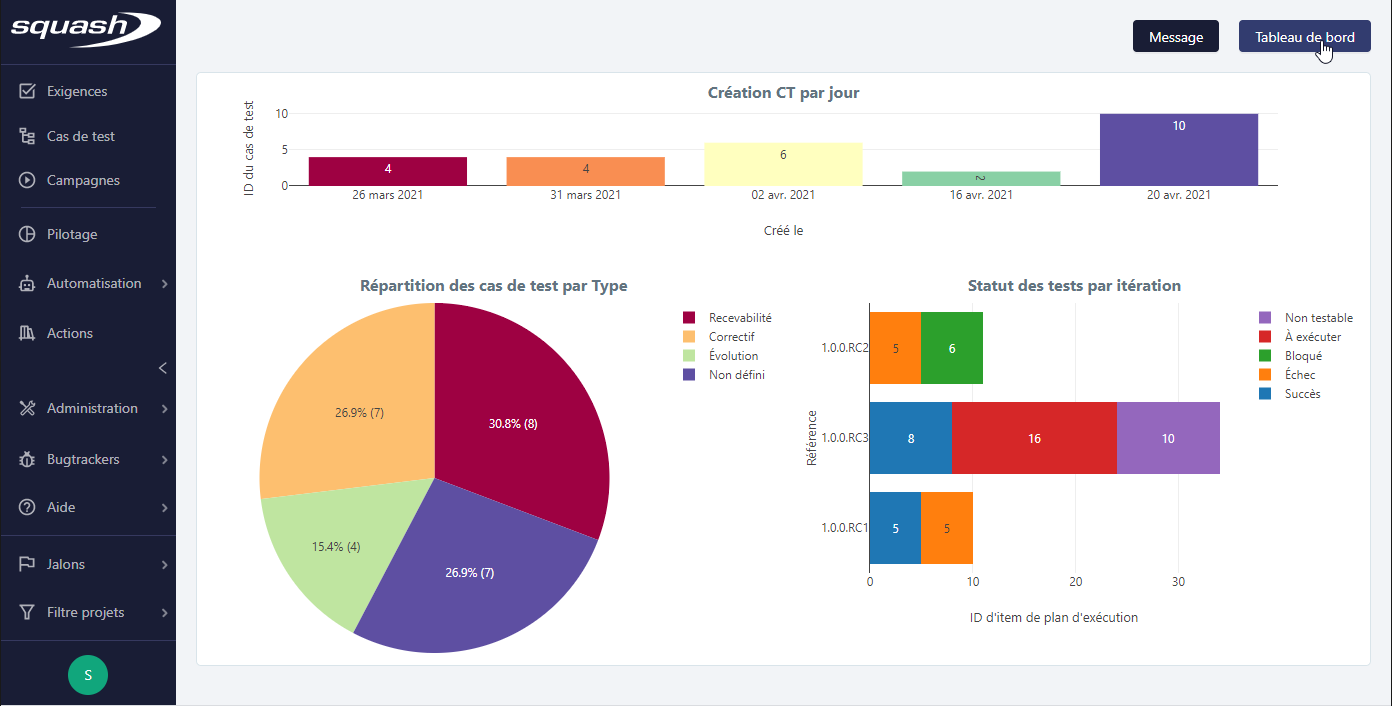 squash
Exigences
Cas de test
Campagnes
Pilotage
Automatisation
Actions
Administration
Bugtrackers
Aide
Jalons
Filtre projets
S
Message
Tableau de bord
Création CT par jour
ID du cas de test
10
5
0
4
4
6
2
10
26 mars 2021
31 mars 2021
02 avr. 2021
16 avr. 2021
20 avr. 2021
Créé le
Répartition des cas de test par Type
26.9% (7)
30.8% (8)
15.4% (4)
26.9% (7)
Recevabilité
Correctif
Évolution
Non défini
Statut des tests par itération
Référence
1.0.0.RC2
5
6
1.0.0.RC3
8
16
10
1.0.0.RC1
5
5
0
10
20
30
ID d'item de plan d'exécution
Non testable
À exécuter
Bloqué
Échec
Succès